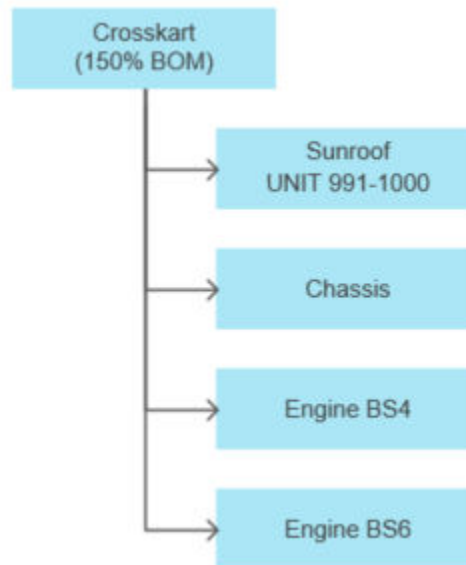 Crosskart
(150% BOM)
Sunroof
UNIT 991-1000
Chassis
Engine BS4
Engine BS6